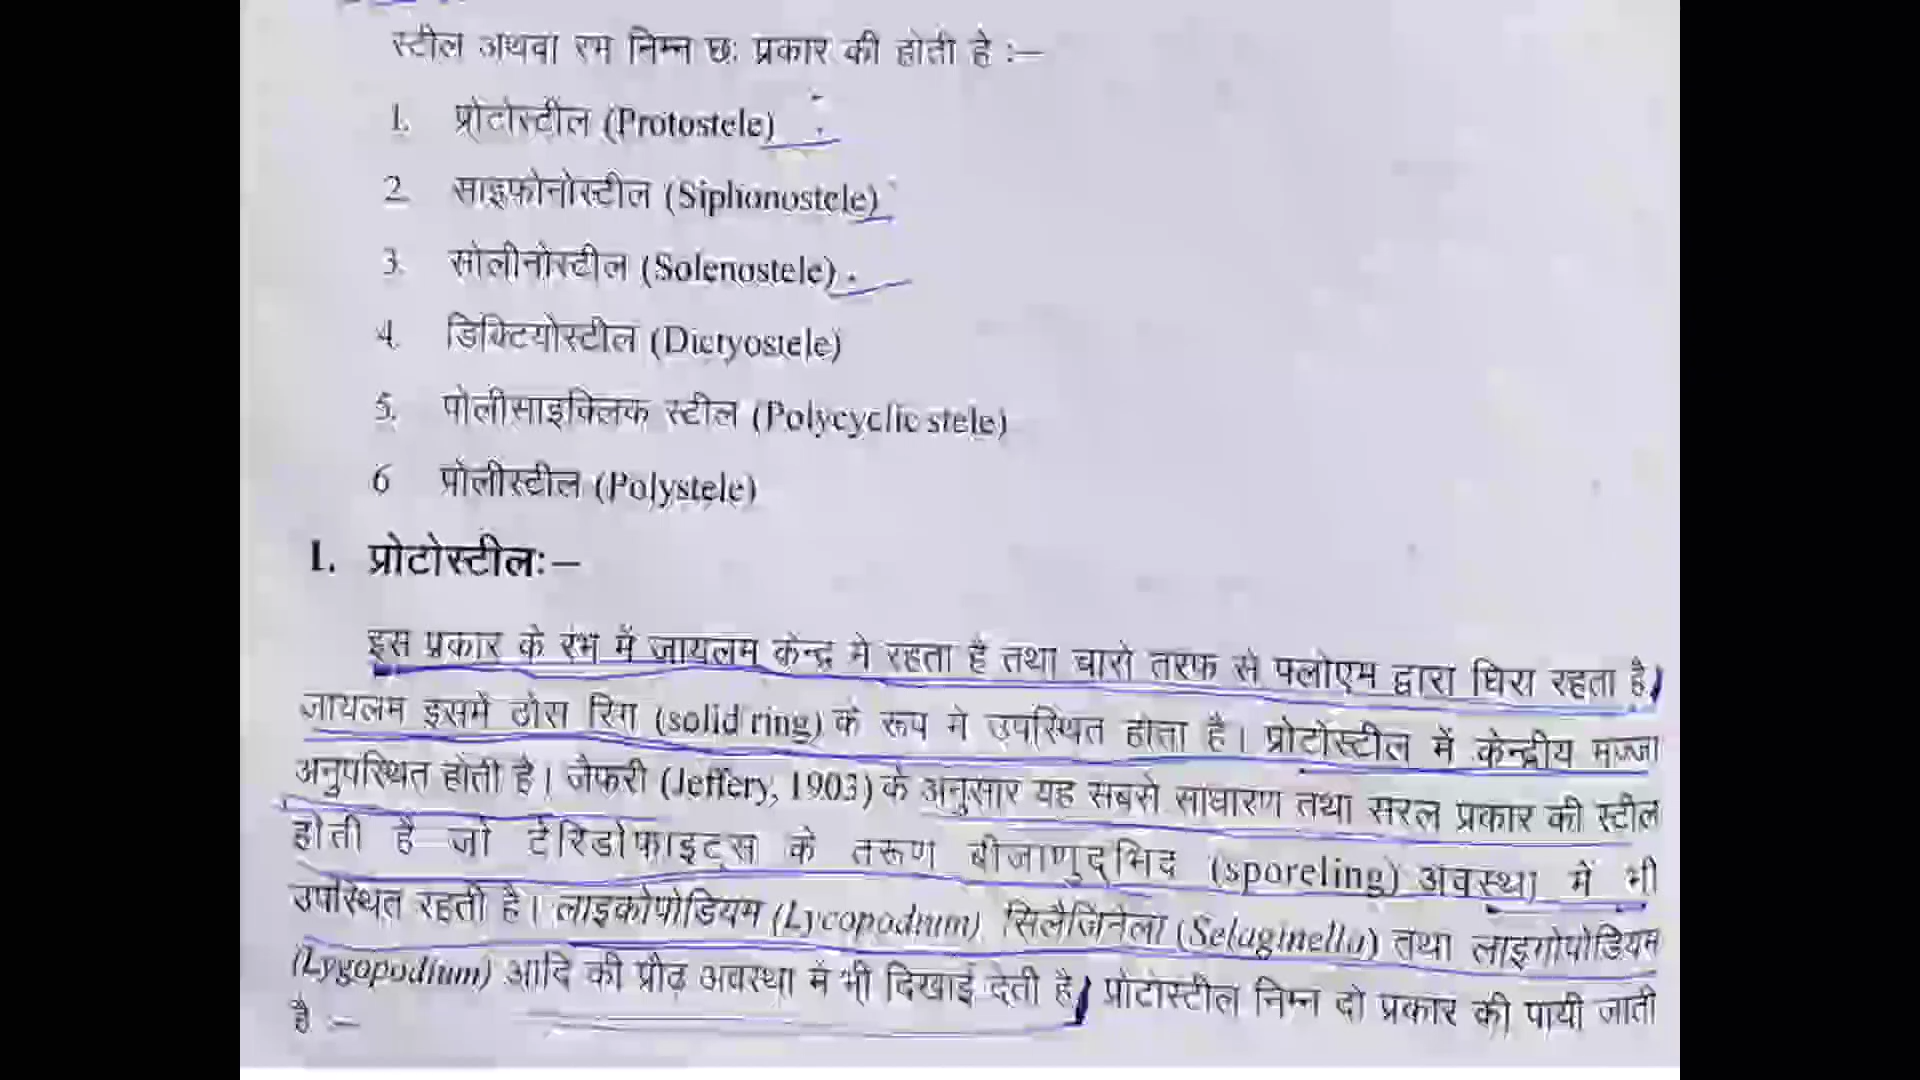 स्टील अथवा रंभ निम्न छः प्रकार की होती है :–
1. प्रोटोस्टील (Protostele)
2. साइफोनोस्टील (Siphonostele)
3. सोलीनोस्टील (Solenostele)
4. डिक्टियोस्टील (Dictyostele)
5. पोलीसाइक्लिक स्टील (Polycyclic stele)
6 पोलीस्टील (Polystele)
1. प्रोटोस्टीलः–
इस प्रकार के रंभ में जायलम केन्द्र में रहता है तथा चारों तरफ से फ्लोएम द्वारा घिरा रहता है,
जायलम इसमें ठोस रिंग (solid ring) के रूप में उपस्थित होता है। प्रोटोस्टील में केन्द्रीय मज्जा
अनुपस्थित होती है। जेफरी (Jeffery, 1903) के अनुसार यह सबसे साधारण तथा सरल प्रकार की स्टील
होती है जो टेरिडोफाइट्स के तरूण बीजाणुद्भिद (sporeling) अवस्था में भी
उपस्थित रहती है। लाइकोपोडियम (Lycopodium), सिलैजिनेला (Selaginella) तथा लाइगोपोडियम
(Lygopodium) आदि की प्रौढ़ अवस्था में भी दिखाई देती है, प्रोटोस्टील निम्न दो प्रकार की पायी जाती
है –